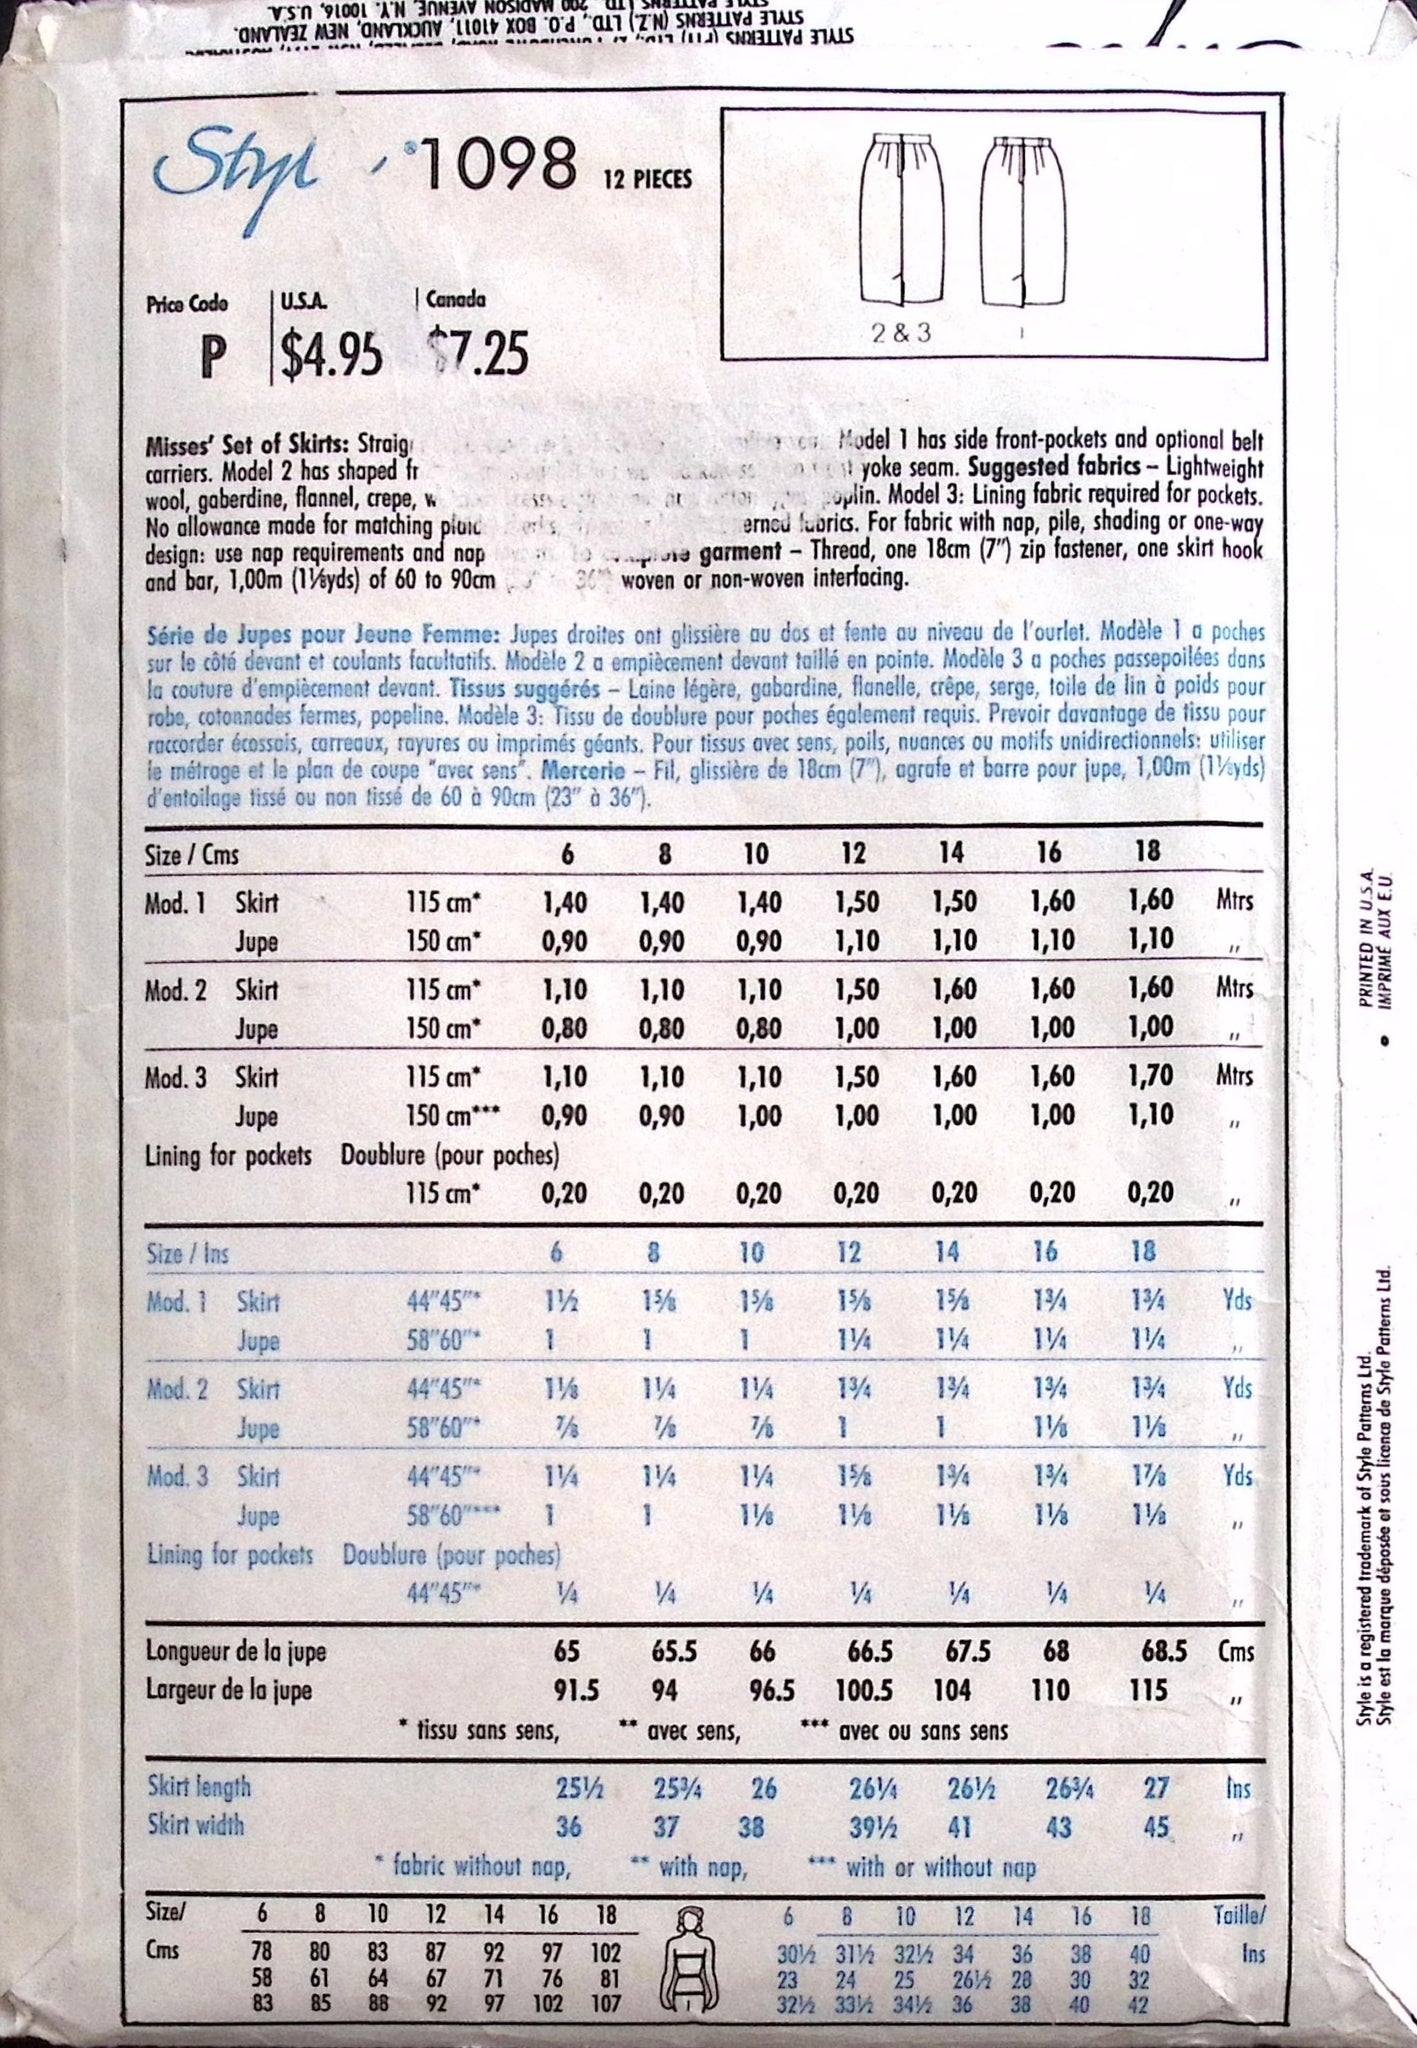 STYLE PATTERNS (N.Z.) LTD., P.O. BOX 41011, AUCKLAND, NEW ZEALAND.
STYLE PATTERNS LTD. 200 MADISON AVENUE, N.Y. 10016, U.S.A.
Styl ®1098 12 PIECES
Price Code U.S.A. Canada
P $4.95 $7.25
2 & 3 1
Misses' Set of Skirts: Straig Model 1 has side front-pockets and optional belt
carriers. Model 2 has shaped fr yoke seam. Suggested fabrics – Lightweight
wool, gaberdine, flannel, crepe, poplin. Model 3: Lining fabric required for pockets.
No allowance made for matching plaid erned fabrics. For fabric with nap, pile, shading or one-way
design: use nap requirements and nap garment – Thread, one 18cm (7") zip fastener, one skirt hook
and bar, 1,00m (1⅛yds) of 60 to 90cm 36") woven or non-woven interfacing.
Série de Jupes pour Jeune Femme: Jupes droites ont glissière au dos et fente au niveau de l'ourlet. Modèle 1 a poches
sur le côté devant et coulants facultatifs. Modèle 2 a empiècement devant taillé en pointe. Modèle 3 a poches passepoilées dans
la couture d'empiècement devant. Tissus suggérés – Laine légère, gabardine, flanelle, crêpe, serge, toile de lin à poids pour
robe, cotonnades fermes, popeline. Modèle 3: Tissu de doublure pour poches également requis. Prevoir davantage de tissu pour
raccorder écossais, carreaux, rayures ou imprimés géants. Pour tissus avec sens, poils, nuances ou motifs unidirectionnels: utiliser
le métrage et le plan de coupe "avec sens". Mercerie – Fil, glissière de 18cm (7"), agrafe et barre pour jupe, 1,00m (1⅛yds)
d'entoilage tissé ou non tissé de 60 à 90cm (23" à 36").
Size / Cms 6 8 10 12 14 16 18
Mod. 1 Skirt 115 cm* 1,40 1,40 1,40 1,50 1,50 1,60 1,60 Mtrs
Jupe 150 cm* 0,90 0,90 0,90 1,10 1,10 1,10 1,10 ,,
Mod. 2 Skirt 115 cm* 1,10 1,10 1,10 1,50 1,60 1,60 1,60 Mtrs
Jupe 150 cm* 0,80 0,80 0,80 1,00 1,00 1,00 1,00 ,,
Mod. 3 Skirt 115 cm* 1,10 1,10 1,10 1,50 1,60 1,60 1,70 Mtrs
Jupe 150 cm*** 0,90 0,90 1,00 1,00 1,00 1,00 1,10 ,,
Lining for pockets Doublure (pour poches)
115 cm* 0,20 0,20 0,20 0,20 0,20 0,20 0,20 ,,
Size / Ins 6 8 10 12 14 16 18
Mod. 1 Skirt 44"45"* 1½ 1⅝ 1⅝ 1⅝ 1⅝ 1¾ 1¾ Yds
Jupe 58"60"* 1 1 1 1¼ 1¼ 1¼ 1¼ ,,
Mod. 2 Skirt 44"45"* 1⅛ 1¼ 1¼ 1¾ 1¾ 1¾ 1¾ Yds
Jupe 58"60"* ⅞ ⅞ ⅞ 1 1 1⅛ 1⅛ ,,
Mod. 3 Skirt 44"45"* 1¼ 1¼ 1¼ 1⅝ 1¾ 1¾ 1⅞ Yds
Jupe 58"60"*** 1 1 1⅛ 1⅛ 1⅛ 1⅛ 1⅛ ,,
Lining for pockets Doublure (pour poches)
44"45"* ¼ ¼ ¼ ¼ ¼ ¼ ¼ ,,
Longueur de la jupe 65 65.5 66 66.5 67.5 68 68.5 Cms
Largeur de la jupe 91.5 94 96.5 100.5 104 110 115 ,,
* tissu sans sens, ** avec sens, *** avec ou sans sens
Skirt length 25½ 25¾ 26 26¼ 26½ 26¾ 27 Ins
Skirt width 36 37 38 39½ 41 43 45 ,,
* fabric without nap, ** with nap, *** with or without nap
Size/ 6 8 10 12 14 16 18 6 8 10 12 14 16 18 Taille/
Cms 78 80 83 87 92 97 102 30½ 31½ 32½ 34 36 38 40 Ins
58 61 64 67 71 76 81 23 24 25 26½ 28 30 32
83 85 88 92 97 102 107 32½ 33½ 34½ 36 38 40 42
PRINTED IN U.S.A.
IMPRIMÉ AUX E.U.
Style is a registered trademark of Style Patterns Ltd.
Style est la marque déposée et sous licence de Style Patterns Ltd.